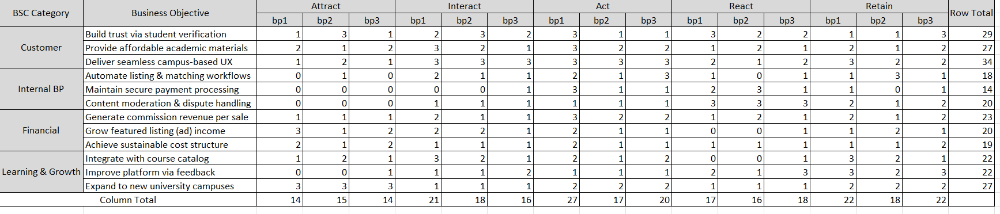 BSC Category Business Objective Attract Interact Act React Retain Row Total
bp1 bp2 bp3 bp1 bp2 bp3 bp1 bp2 bp3 bp1 bp2 bp3 bp1 bp2 bp3
Customer Build trust via student verification 1 3 1 2 3 2 3 1 1 3 2 2 1 1 3 29
Provide affordable academic materials 2 1 2 3 2 1 3 2 2 1 2 1 2 1 2 27
Deliver seamless campus-based UX 1 2 1 3 3 3 3 3 3 2 1 2 3 2 2 34
Internal BP Automate listing & matching workflows 0 1 0 2 1 1 2 1 3 1 0 1 1 3 1 18
Maintain secure payment processing 0 0 0 0 0 1 3 1 1 2 3 1 1 0 1 14
Content moderation & dispute handling 0 0 0 1 1 1 1 1 1 3 3 3 2 1 2 20
Financial Generate commission revenue per sale 1 1 1 2 1 1 3 2 2 1 2 1 2 1 2 23
Grow featured listing (ad) income 3 1 2 2 2 1 2 1 1 0 0 1 1 2 1 20
Achieve sustainable cost structure 2 1 2 1 1 1 2 1 1 1 1 1 1 1 2 19
Learning & Growth Integrate with course catalog 1 2 1 3 2 1 2 1 2 0 0 1 3 2 1 22
Improve platform via feedback 0 0 1 1 1 2 1 1 1 2 1 3 3 2 3 22
Expand to new university campuses 3 3 3 1 1 1 2 2 2 1 1 1 2 2 2 27
Column Total 14 15 14 21 18 16 27 17 20 17 16 18 22 18 22